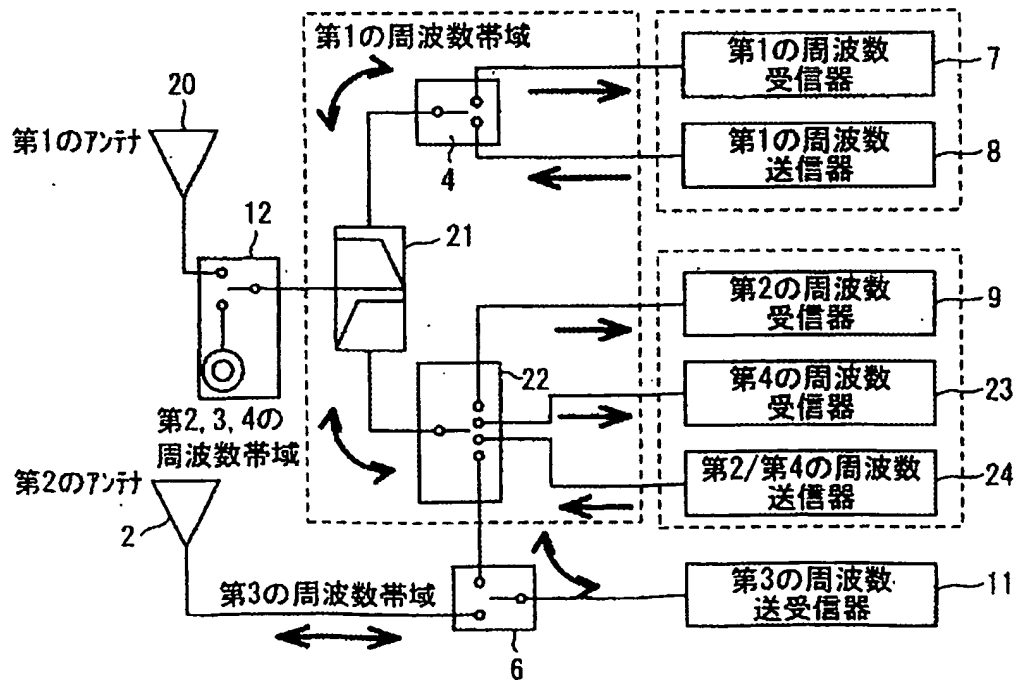 第1の周波数帯域
第1の周波数
受信器
7
20
第1のアンテナ
4
第1の周波数
送信器
8
12
21
第2の周波数
受信器
9
22
第4の周波数
受信器
23
第2,3,4の
周波数帯域
第2/第4の周波数
送信器
24
第2のアンテナ
2
第3の周波数帯域
第3の周波数
送受信器
11
6